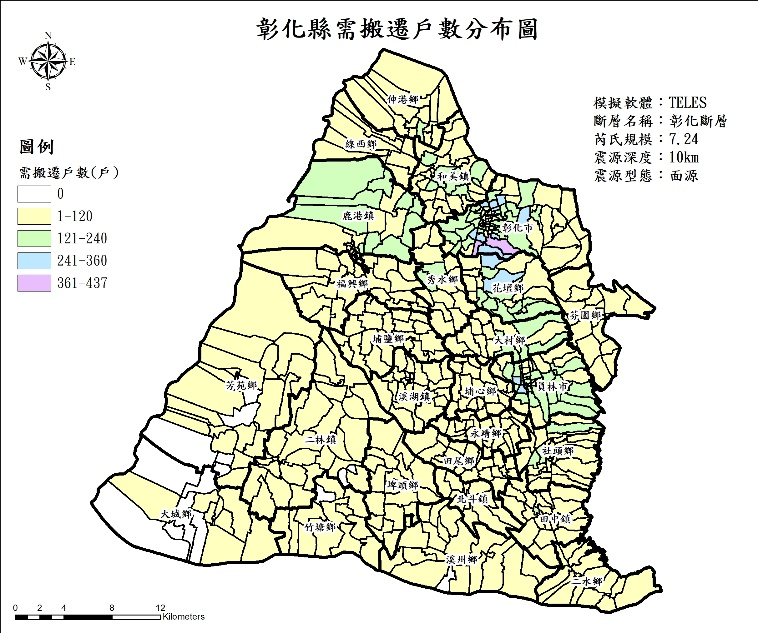 彰化縣需搬遷戶數分布圖
N
W E
S
模擬軟體：TELES
斷層名稱：彰化斷層
芮氏規模：7.24
震源深度：10km
震源型態：面源
圖例
需搬遷戶數(戶)
0
1-120
121-240
241-360
361-437
伸港鄉
線西鄉
和美鎮
鹿港鎮
彰化市
福興鄉
秀水鄉
花壇鄉
芬園鄉
埔鹽鄉
大村鄉
芳苑鄉
溪湖鎮
埔心鄉
員林市
二林鎮
永靖鄉
社頭鄉
田尾鄉
埤頭鄉
北斗鎮
大城鄉
竹塘鄉
田中鎮
溪州鄉
二水鄉
0 2 4 8 12
Kilometers